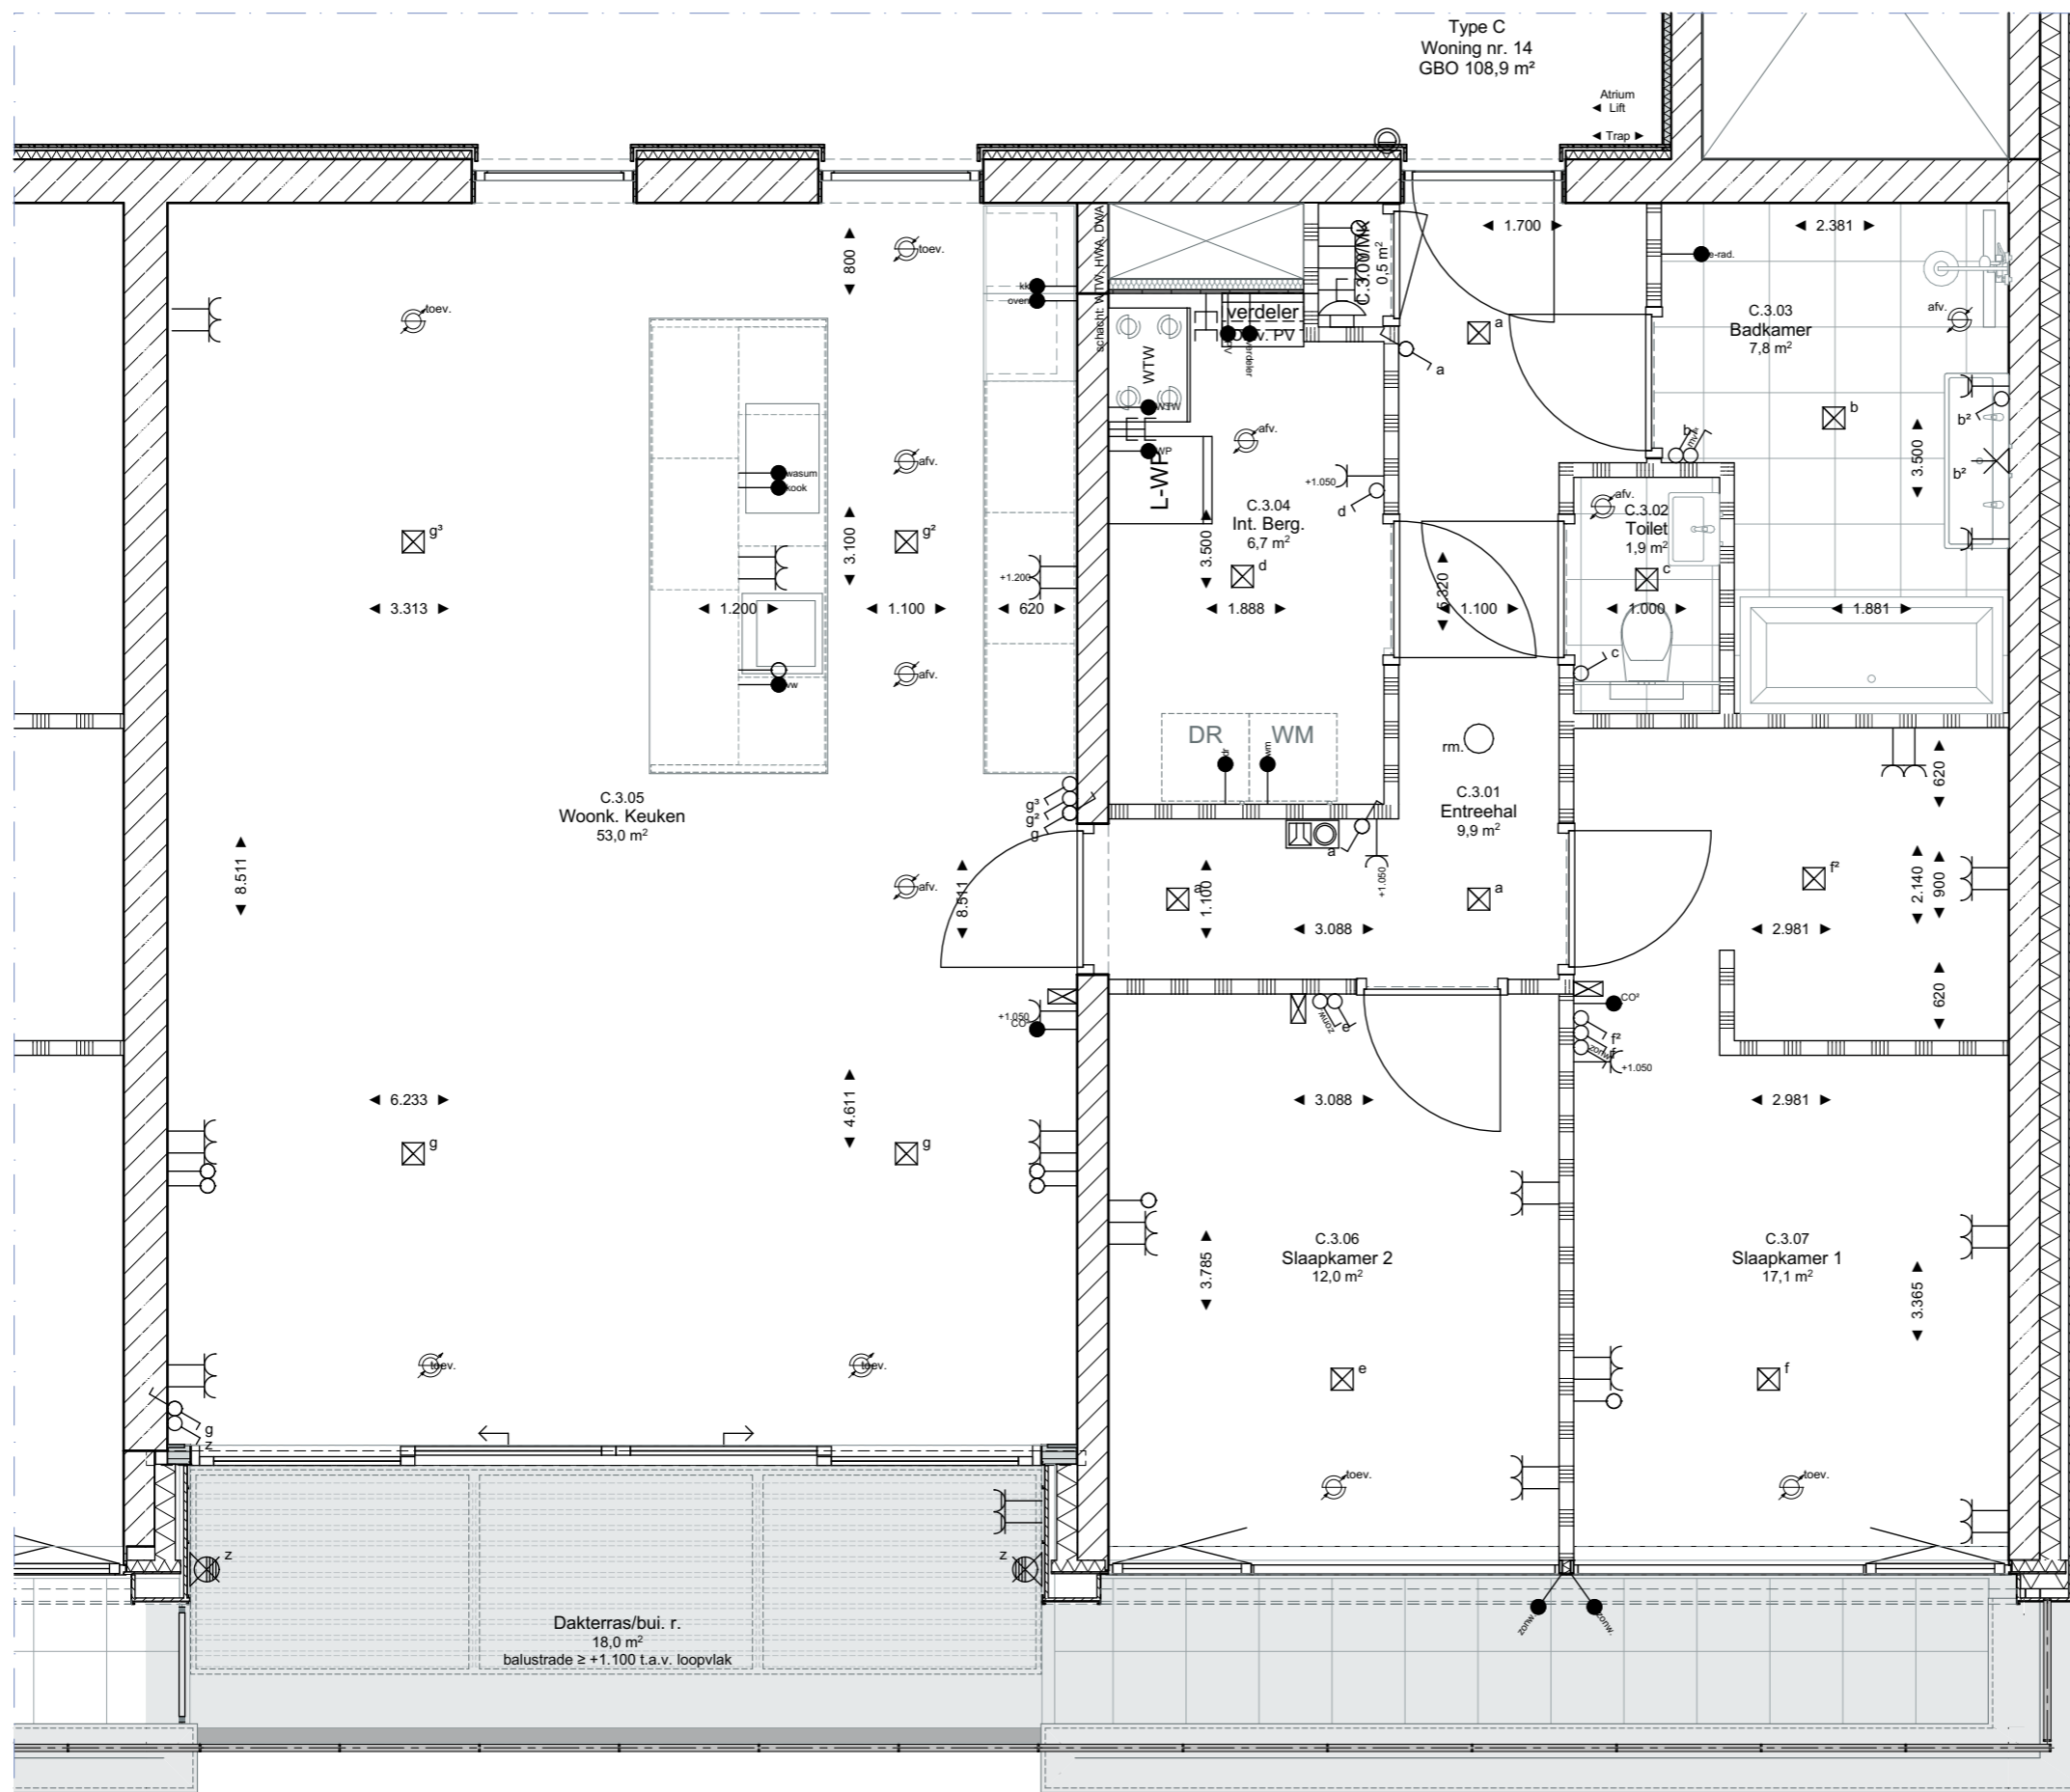 Type C
Woning nr. 14
GBO 108,9 m²
Atrium
◄ Lift
◄ Trap ►
800
toev.
toev.
kk
oven
schacht: WTW, HWA, DWA
verdeler
PV
verdeler
C.3.00/MK
0,5 m²
1.700
2.381
e-rad.
C.3.03
Badkamer
7,8 m²
afv.
a
a
b
b²
b²
3.500
WTW
WTW
WP
L-WP
afv.
+1.050
d
C.3.04
Int. Berg.
6,7 m²
3.500
d
1.888
b
mv.
afv.
C.3.02
Toilet
1,9 m²
c
1.000
c
1.881
5.320
1.100
wasum
kook
afv.
g³
g²
3.100
+1.200
3.313
1.200
1.100
620
vw
afv.
DR
WM
dr
wm
rm.
C.3.01
Entreehal
9,9 m²
C.3.05
Woonk. Keuken
53,0 m²
g³
g²
g
8.511
8.511
afv.
a
+1.050
a
1.100
a
3.088
f²
620
2.140
900
620
2.981
+1.050
CO²
zonw.
e
CO²
f²
f
zonw.
+1.050
6.233
4.611
3.088
2.981
g
g
C.3.06
Slaapkamer 2
12,0 m²
3.785
C.3.07
Slaapkamer 1
17,1 m²
3.365
toev.
toev.
e
f
g
z
toev.
toev.
z
z
zonw.
zonw.
Dakterras/bui. r.
18,0 m²
balustrade ≥ +1.100 t.a.v. loopvlak